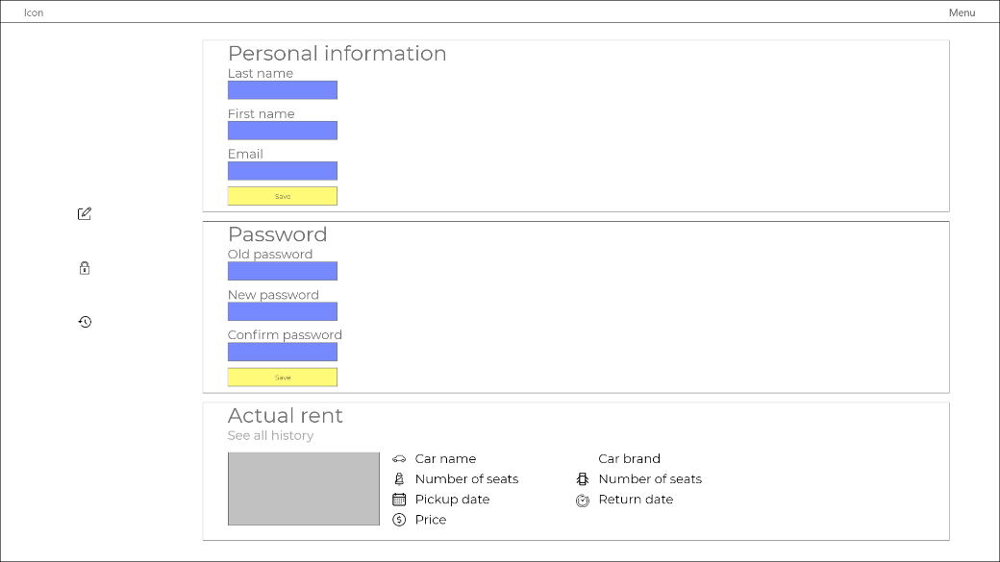 Icon
Menu
Personal information
Last name
First name
Email
Save
Password
Old password
New password
Confirm password
Save
Actual rent
See all history
Car name
Car brand
Number of seats
Number of seats
Pickup date
Return date
Price